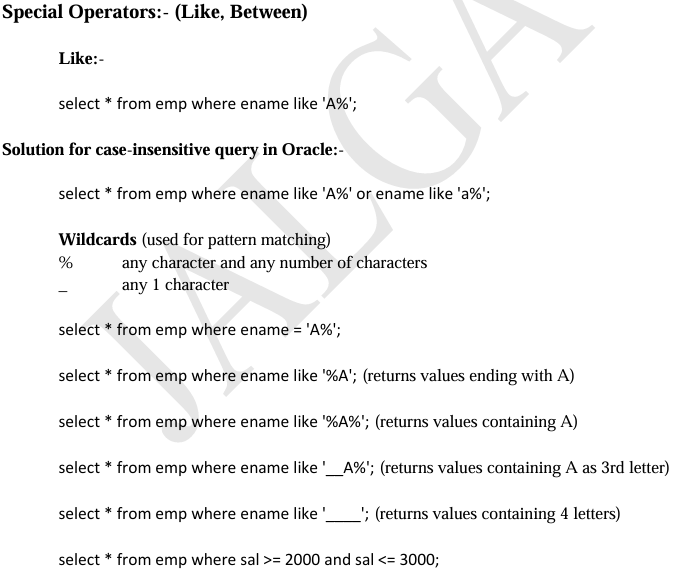 Special Operators:- (Like, Between)
Like:-
select * from emp where ename like 'A%';
Solution for case-insensitive query in Oracle:-
select * from emp where ename like 'A%' or ename like 'a%';
Wildcards (used for pattern matching)
% any character and any number of characters
_ any 1 character
select * from emp where ename = 'A%';
select * from emp where ename like '%A'; (returns values ending with A)
select * from emp where ename like '%A%'; (returns values containing A)
select * from emp where ename like '__A%'; (returns values containing A as 3rd letter)
select * from emp where ename like '____'; (returns values containing 4 letters)
select * from emp where sal >= 2000 and sal <= 3000;
JALGA